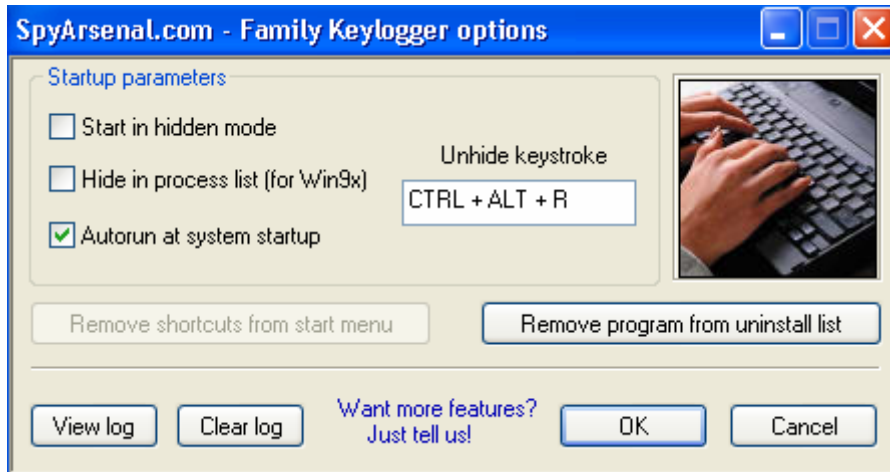 SpyArsenal.com - Family Keylogger options
Startup parameters
Start in hidden mode
Hide in process list (for Win9x)
Autorun at system startup
Unhide keystroke
CTRL + ALT + R
Remove shortcuts from start menu
Remove program from uninstall list
View log
Clear log
Want more features?
Just tell us!
OK
Cancel